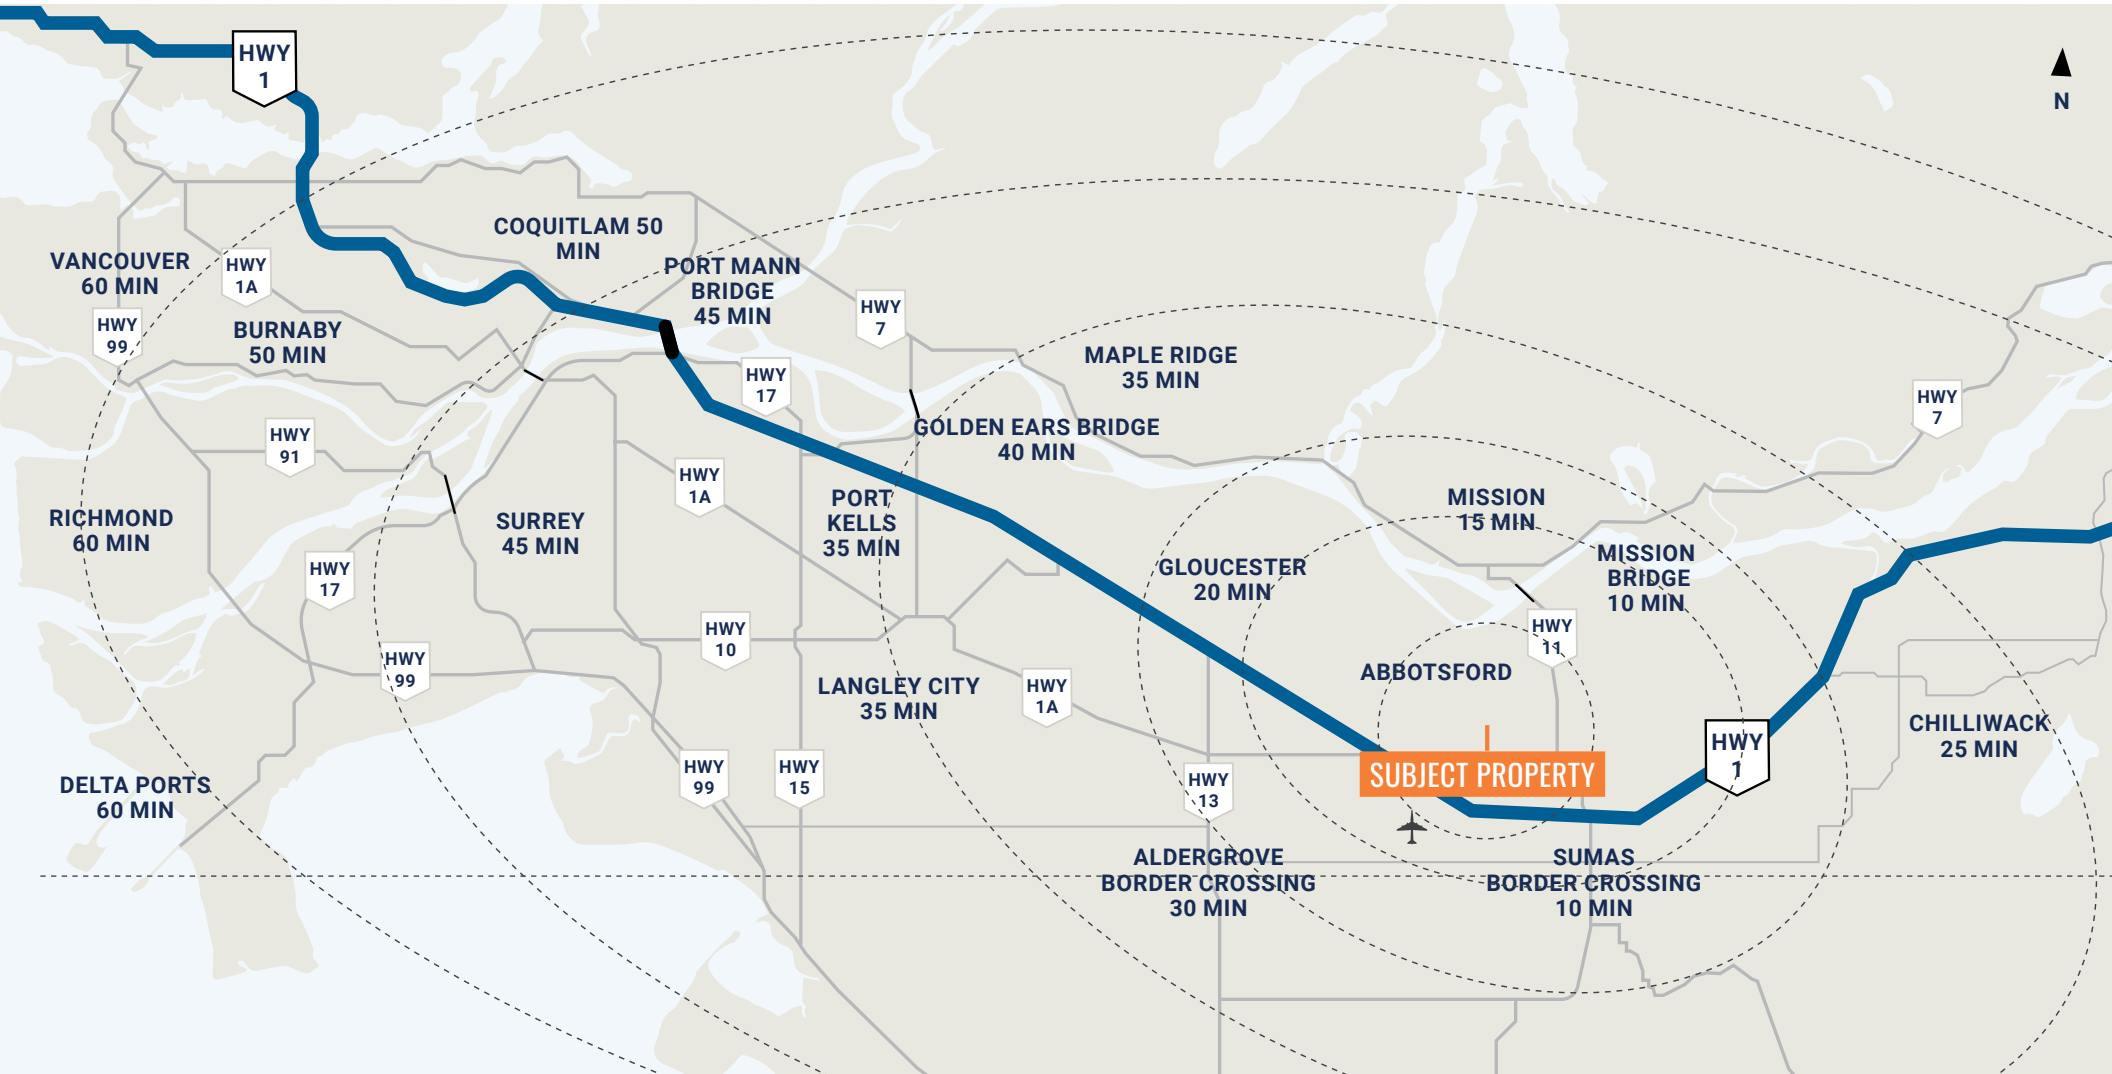 HWY
1
N
COQUITLAM 50
MIN
VANCOUVER
60 MIN
HWY
1A
PORT MANN
BRIDGE
45 MIN
HWY
99
BURNABY
50 MIN
HWY
7
HWY
17
MAPLE RIDGE
35 MIN
HWY
7
GOLDEN EARS BRIDGE
40 MIN
HWY
91
HWY
1A
PORT
KELLS
35 MIN
MISSION
15 MIN
RICHMOND
60 MIN
SURREY
45 MIN
MISSION
BRIDGE
10 MIN
GLOUCESTER
20 MIN
HWY
17
HWY
10
HWY
11
HWY
99
ABBOTSFORD
LANGLEY CITY
35 MIN
HWY
1A
CHILLIWACK
25 MIN
HWY
1
SUBJECT PROPERTY
DELTA PORTS
60 MIN
HWY
99
HWY
15
HWY
13
ALDERGROVE
BORDER CROSSING
30 MIN
SUMAS
BORDER CROSSING
10 MIN